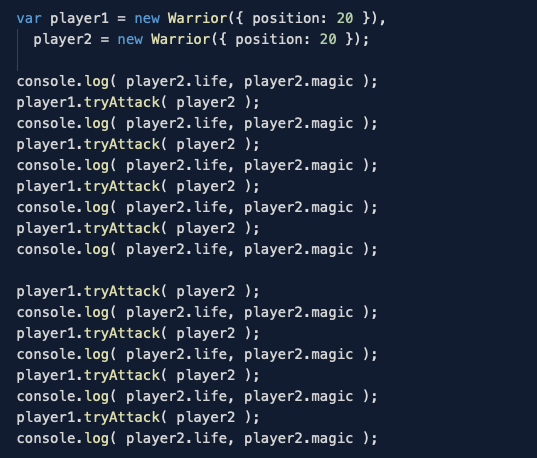 var player1 = new Warrior({ position: 20 }),
player2 = new Warrior({ position: 20 });
console.log( player2.life, player2.magic );
player1.tryAttack( player2 );
console.log( player2.life, player2.magic );
player1.tryAttack( player2 );
console.log( player2.life, player2.magic );
player1.tryAttack( player2 );
console.log( player2.life, player2.magic );
player1.tryAttack( player2 );
console.log( player2.life, player2.magic );
player1.tryAttack( player2 );
console.log( player2.life, player2.magic );
player1.tryAttack( player2 );
console.log( player2.life, player2.magic );
player1.tryAttack( player2 );
console.log( player2.life, player2.magic );
player1.tryAttack( player2 );
console.log( player2.life, player2.magic );